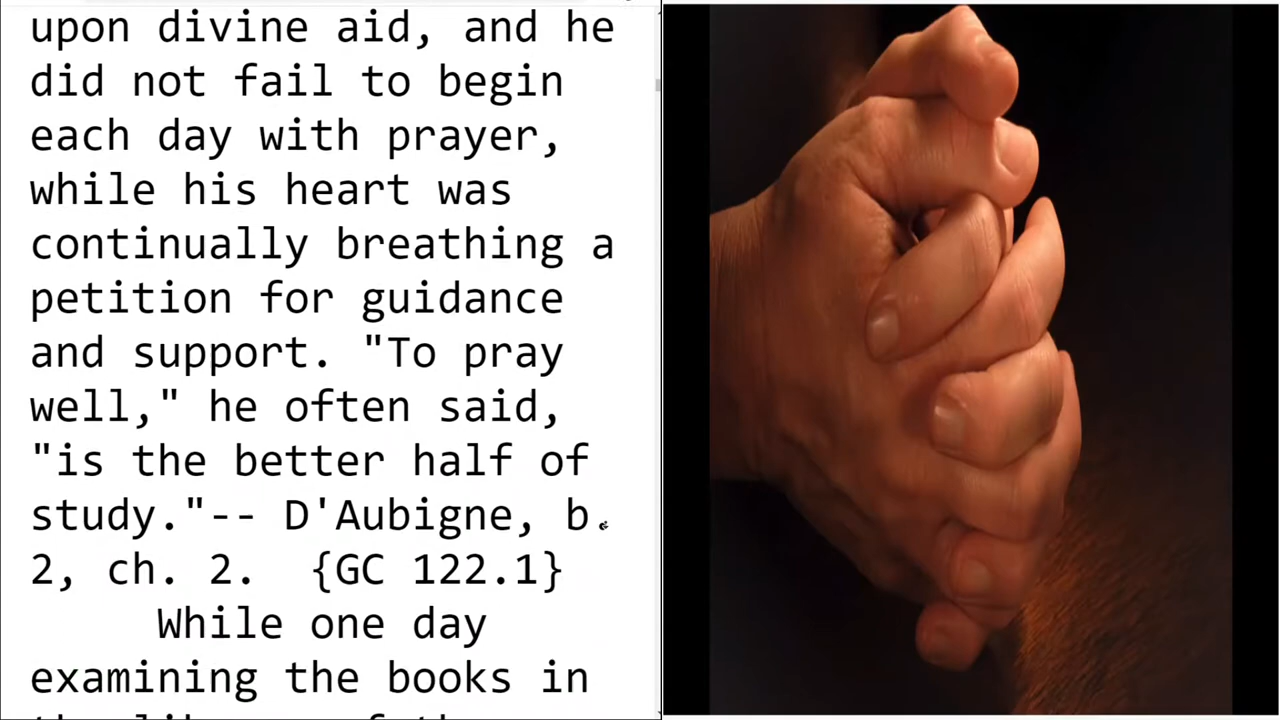 upon divine aid, and he
did not fail to begin
each day with prayer,
while his heart was
continually breathing a
petition for guidance
and support. "To pray
well," he often said,
"is the better half of
study."-- D'Aubigne, b.
2, ch. 2.  {GC 122.1}
While one day
examining the books in